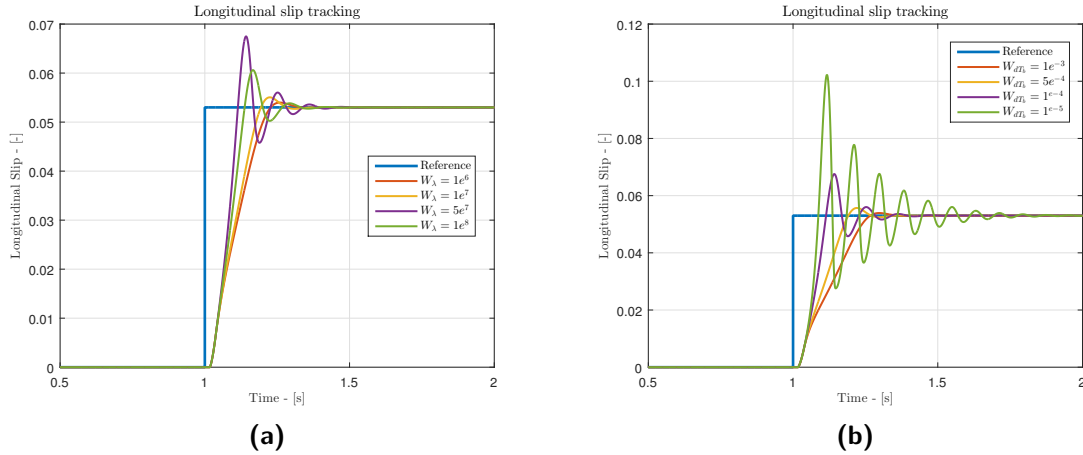 Longitudinal slip tracking
0.07
0.06
0.05
0.04
0.03
0.02
0.01
0
Longitudinal Slip - [-]
Reference
W_λ = 1e^6
W_λ = 1e^7
W_λ = 5e^7
W_λ = 1e^8
0.5
1
1.5
2
Time - [s]
(a)
Longitudinal slip tracking
0.12
0.1
0.08
0.06
0.04
0.02
0
Longitudinal Slip - [-]
Reference
W_{dT_b} = 1e^{-3}
W_{dT_b} = 5e^{-4}
W_{dT_b} = 1^{e-4}
W_{dT_b} = 1^{e-5}
0.5
1
1.5
2
Time - [s]
(b)